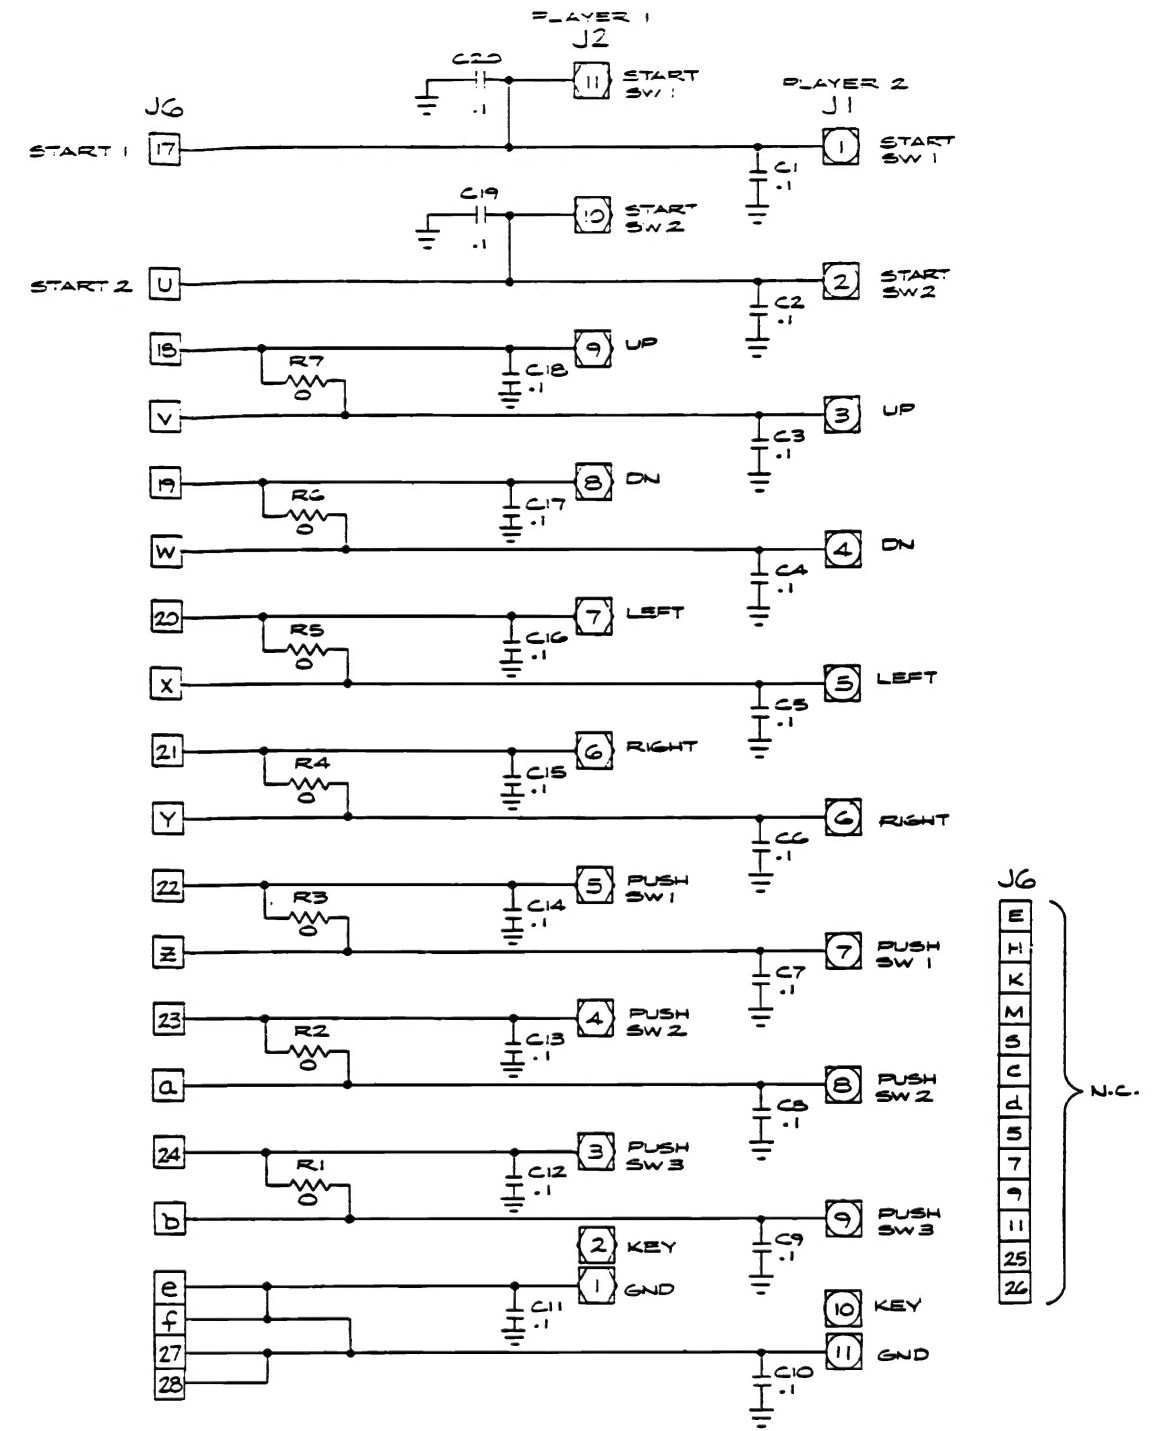 PLAYER 1
J2
C20
.1
11
START
SW 1
PLAYER 2
J1
J6
START 1
17
1
START
SW 1
C1
.1
C19
.1
10
START
SW 2
START 2
U
2
START
SW 2
C2
.1
18
R7
0
C18
.1
9
UP
V
3
UP
C3
.1
19
R6
0
C17
.1
8
DN
W
4
DN
C4
.1
20
R5
0
C16
.1
7
LEFT
X
5
LEFT
C5
.1
21
R4
0
C15
.1
6
RIGHT
Y
6
RIGHT
C6
.1
22
R3
0
C14
.1
5
PUSH
SW 1
Z
7
PUSH
SW 1
C7
.1
23
R2
0
C13
.1
4
PUSH
SW 2
a
8
PUSH
SW 2
C8
.1
24
R1
0
C12
.1
3
PUSH
SW 3
b
9
PUSH
SW 3
C9
.1
2
KEY
e
1
GND
C11
.1
f
10
KEY
27
11
GND
28
C10
.1
J6
E
H
K
M
S
C
d
5
7
9
11
25
26
N.C.